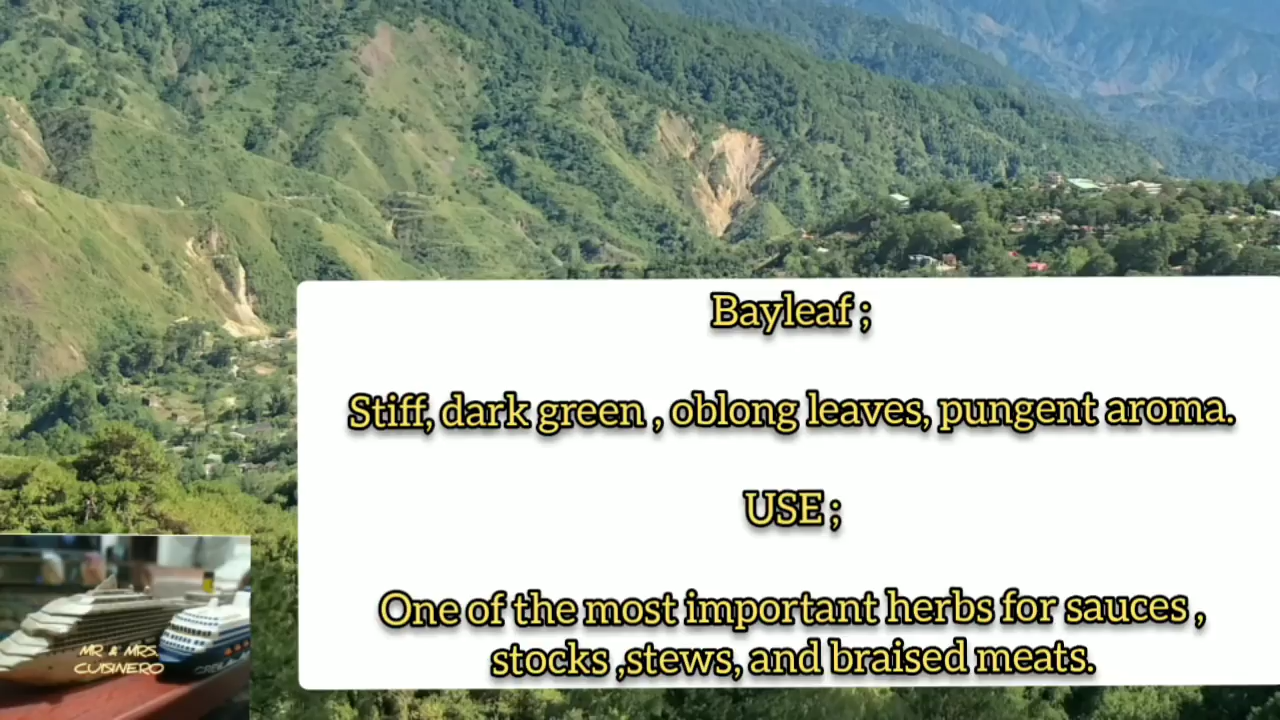 Bayleaf ;
Stiff, dark green , oblong leaves, pungent aroma.
USE ;
One of the most important herbs for sauces ,
stocks ,stews, and braised meats.
MR & MRS.
CUISINERO